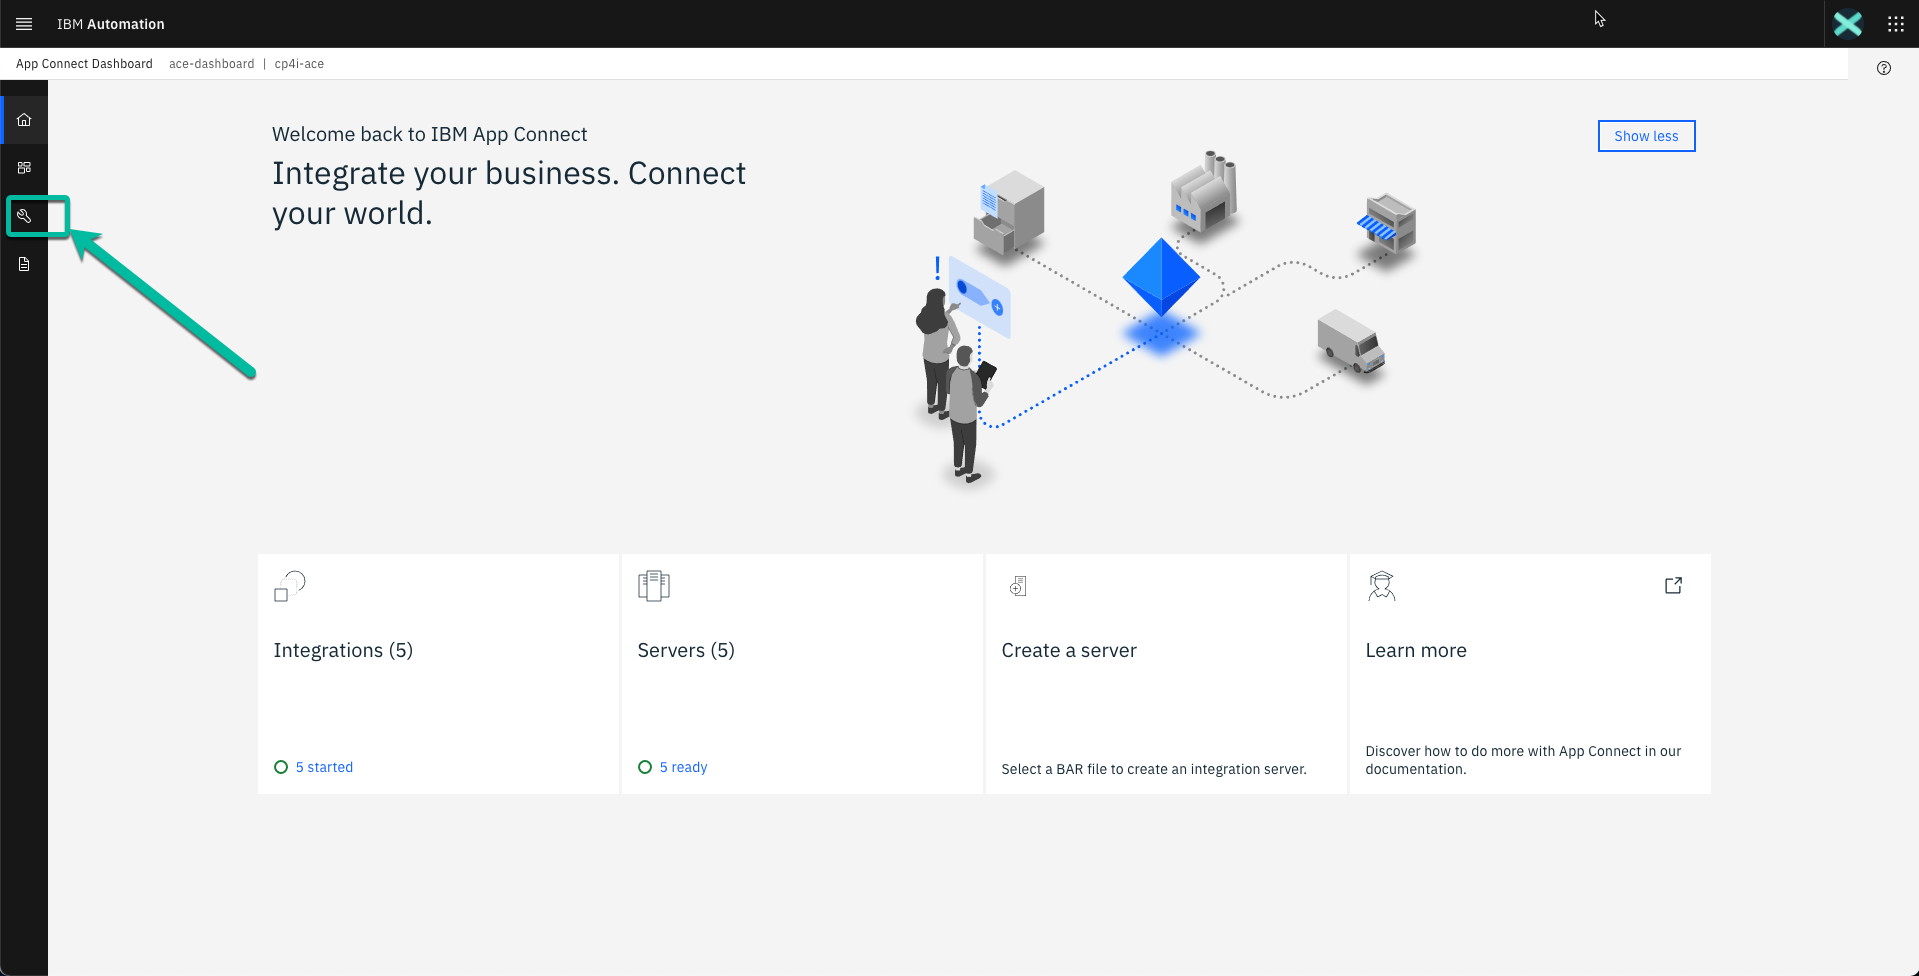 IBM Automation
App Connect Dashboard ace-dashboard | cp4i-ace
Welcome back to IBM App Connect
Integrate your business. Connect
your world.
Show less
Integrations (5)
5 started
Servers (5)
5 ready
Create a server
Select a BAR file to create an integration server.
Learn more
Discover how to do more with App Connect in our
documentation.